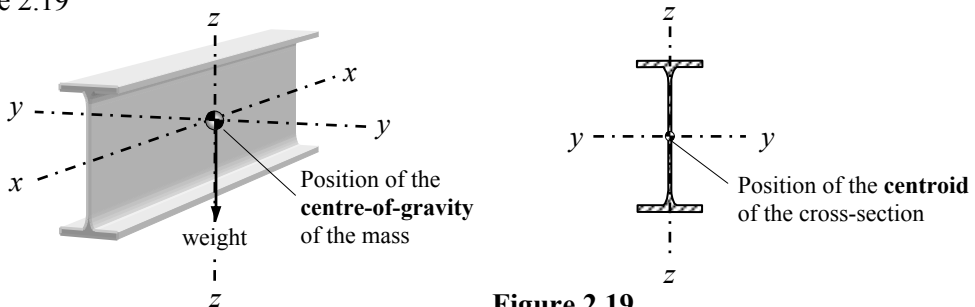 e 2.19
z
x
y
y
x
Position of the
centre-of-gravity
of the mass
weight
z
z
y
y
Position of the centroid
of the cross-section
z
Figure 2.19